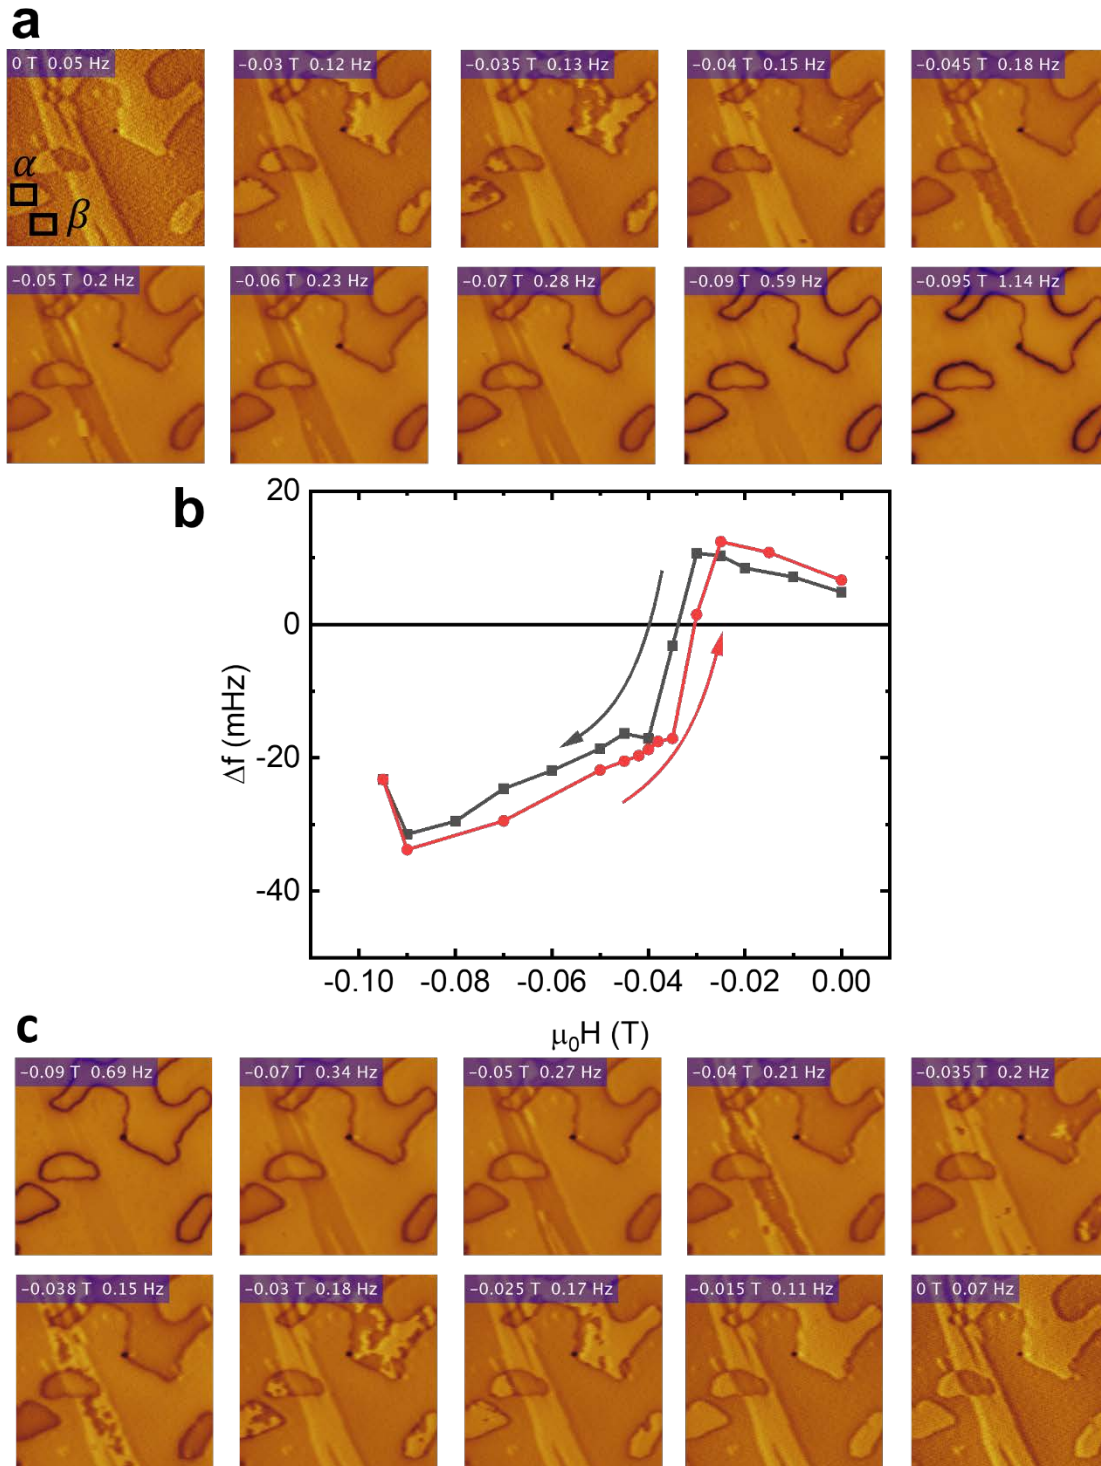 a
0 T 0.05 Hz
−0.03 T 0.12 Hz
−0.035 T 0.13 Hz
−0.04 T 0.15 Hz
−0.045 T 0.18 Hz
α
β
−0.05 T 0.2 Hz
−0.06 T 0.23 Hz
−0.07 T 0.28 Hz
−0.09 T 0.59 Hz
−0.095 T 1.14 Hz
b
20
0
-20
-40
Δf (mHz)
-0.10 -0.08 -0.06 -0.04 -0.02 0.00
μ₀H (T)
c
−0.09 T 0.69 Hz
−0.07 T 0.34 Hz
−0.05 T 0.27 Hz
−0.04 T 0.21 Hz
−0.035 T 0.2 Hz
−0.038 T 0.15 Hz
−0.03 T 0.18 Hz
−0.025 T 0.17 Hz
−0.015 T 0.11 Hz
0 T 0.07 Hz